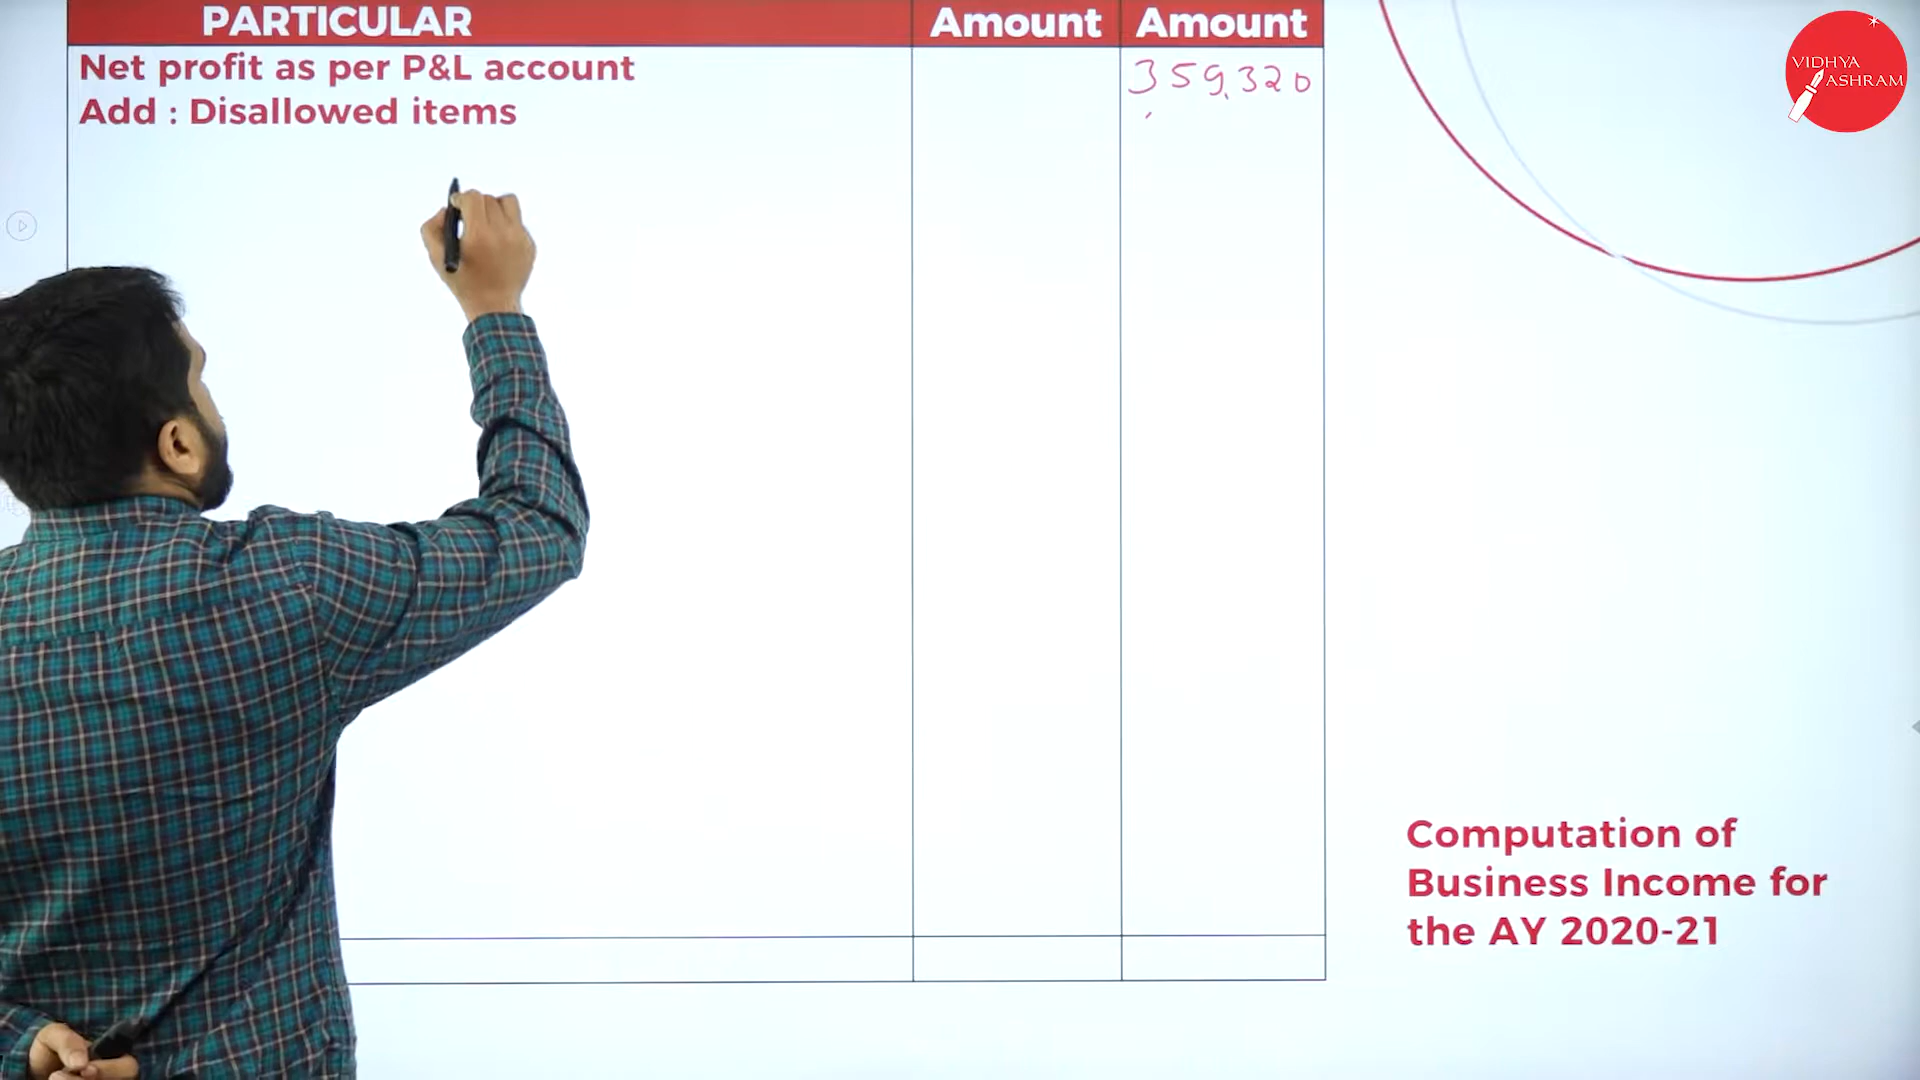 PARTICULAR Amount Amount
Net profit as per P&L account 359,320
Add : Disallowed items
VIDHYA
ASHRAM
Computation of
Business Income for
the AY 2020-21